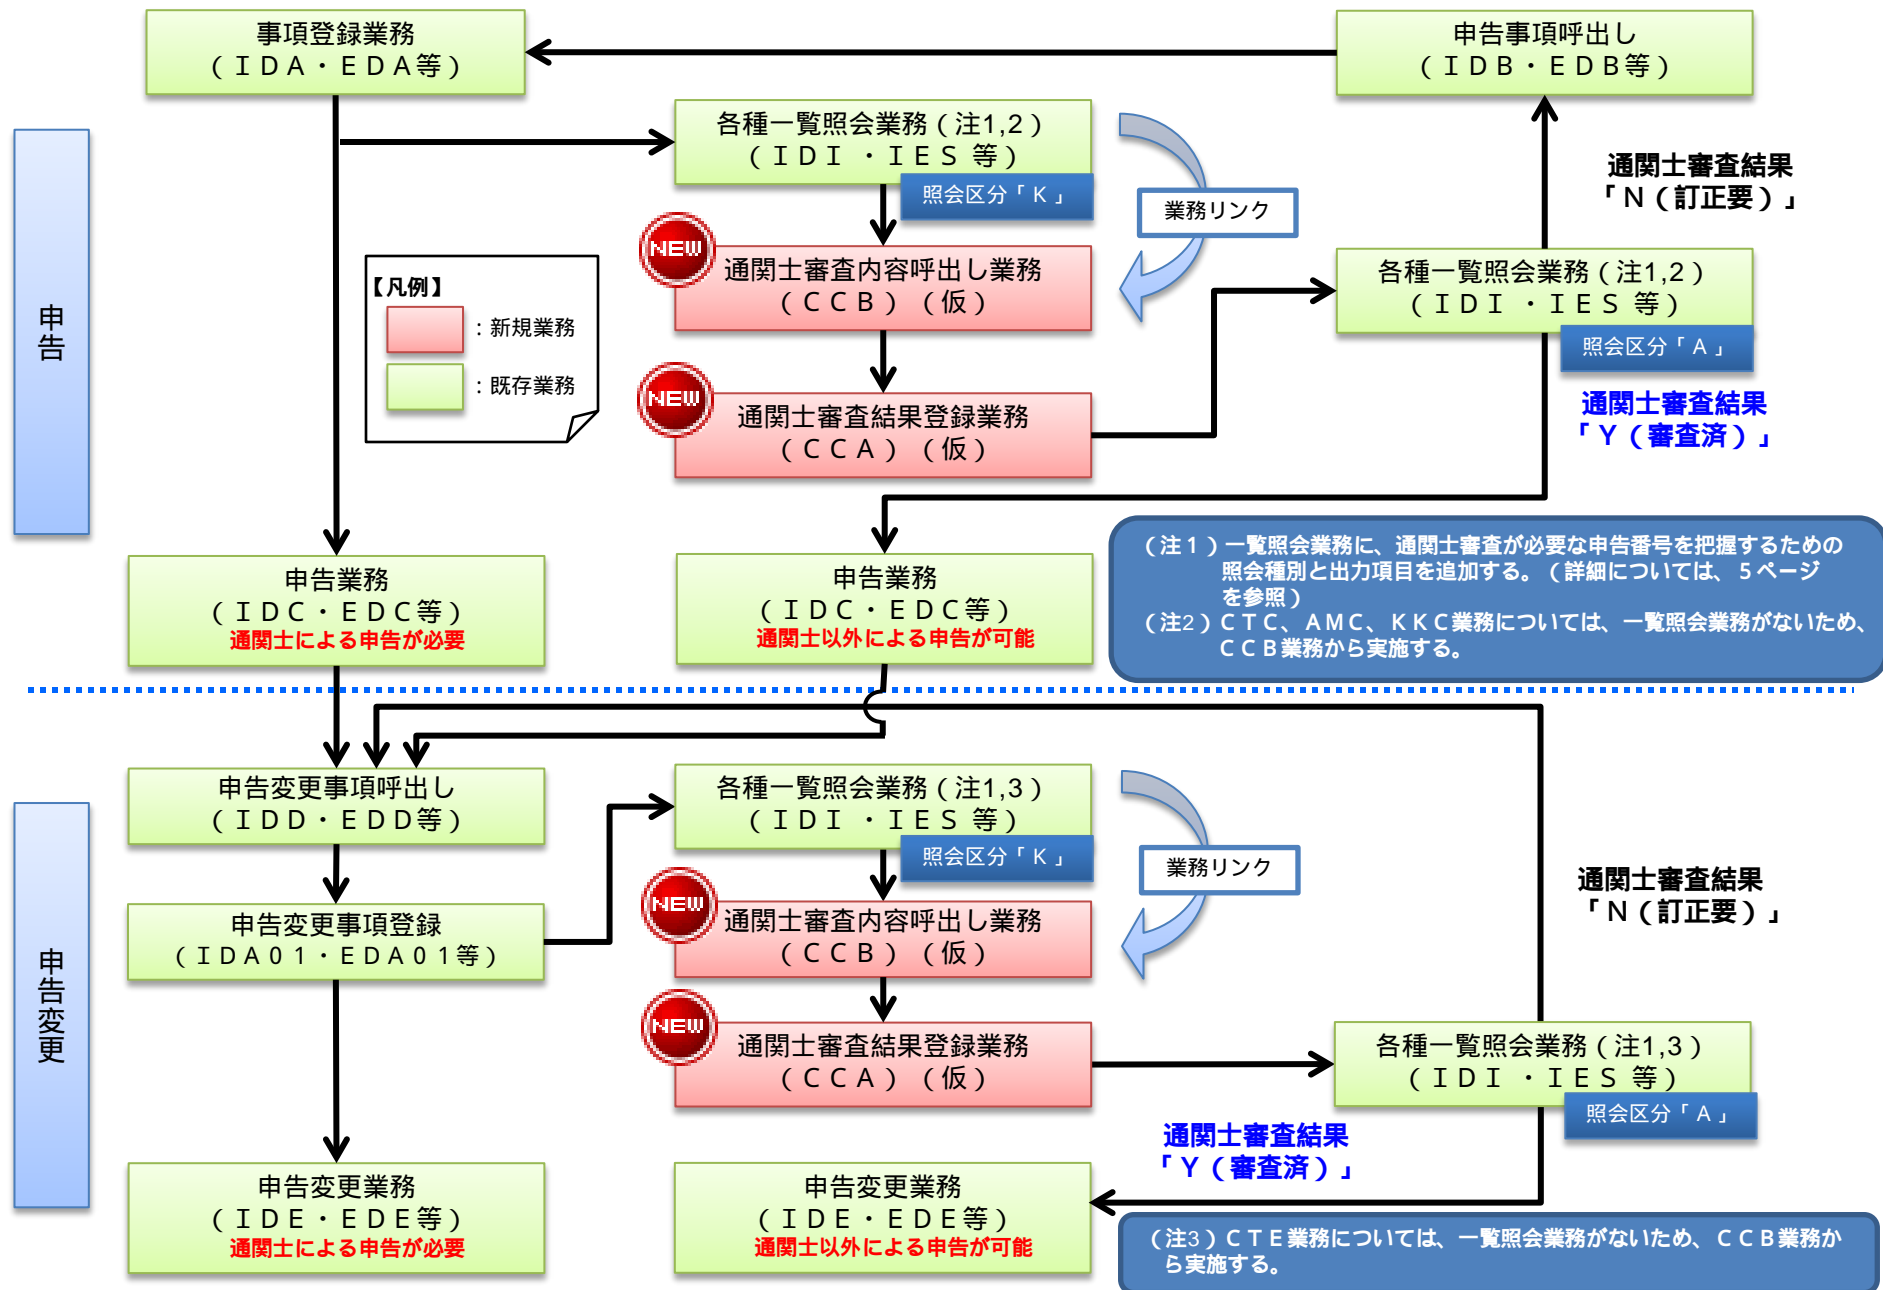 事項登録業務
（ＩＤＡ・ＥＤＡ等）
申告事項呼出し
（ＩＤＢ・ＥＤＢ等）
申告
各種一覧照会業務（注1,2）
（ＩＤＩ ・ＩＥＳ 等）
照会区分「Ｋ」
業務リンク
通関士審査結果
「Ｎ（訂正要）」
NEW
通関士審査内容呼出し業務
（ＣＣＢ）（仮）
各種一覧照会業務（注1,2）
（ＩＤＩ ・ＩＥＳ 等）
照会区分「Ａ」
【凡例】
：新規業務
：既存業務
NEW
通関士審査結果登録業務
（ＣＣＡ）（仮）
通関士審査結果
「Ｙ（審査済）」
申告業務
（ＩＤＣ・ＥＤＣ等）
通関士による申告が必要
申告業務
（ＩＤＣ・ＥＤＣ等）
通関士以外による申告が可能
（注１）一覧照会業務に、通関士審査が必要な申告番号を把握するための
照会種別と出力項目を追加する。（詳細については、５ページ
を参照）
（注2）ＣＴＣ、ＡＭＣ、ＫＫＣ業務については、一覧照会業務がないため、
ＣＣＢ業務から実施する。
申告変更
申告変更事項呼出し
（ＩＤＤ・ＥＤＤ等）
各種一覧照会業務（注1,3）
（ＩＤＩ ・ＩＥＳ 等）
照会区分「Ｋ」
業務リンク
通関士審査結果
「Ｎ（訂正要）」
申告変更事項登録
（ＩＤＡ０１・ＥＤＡ０１等）
NEW
通関士審査内容呼出し業務
（ＣＣＢ）（仮）
NEW
通関士審査結果登録業務
（ＣＣＡ）（仮）
各種一覧照会業務（注1,3）
（ＩＤＩ ・ＩＥＳ 等）
照会区分「Ａ」
通関士審査結果
「Ｙ（審査済）」
申告変更業務
（ＩＤＥ・ＥＤＥ等）
通関士による申告が必要
申告変更業務
（ＩＤＥ・ＥＤＥ等）
通関士以外による申告が可能
（注3）ＣＴＥ業務については、一覧照会業務がないため、ＣＣＢ業務か
ら実施する。